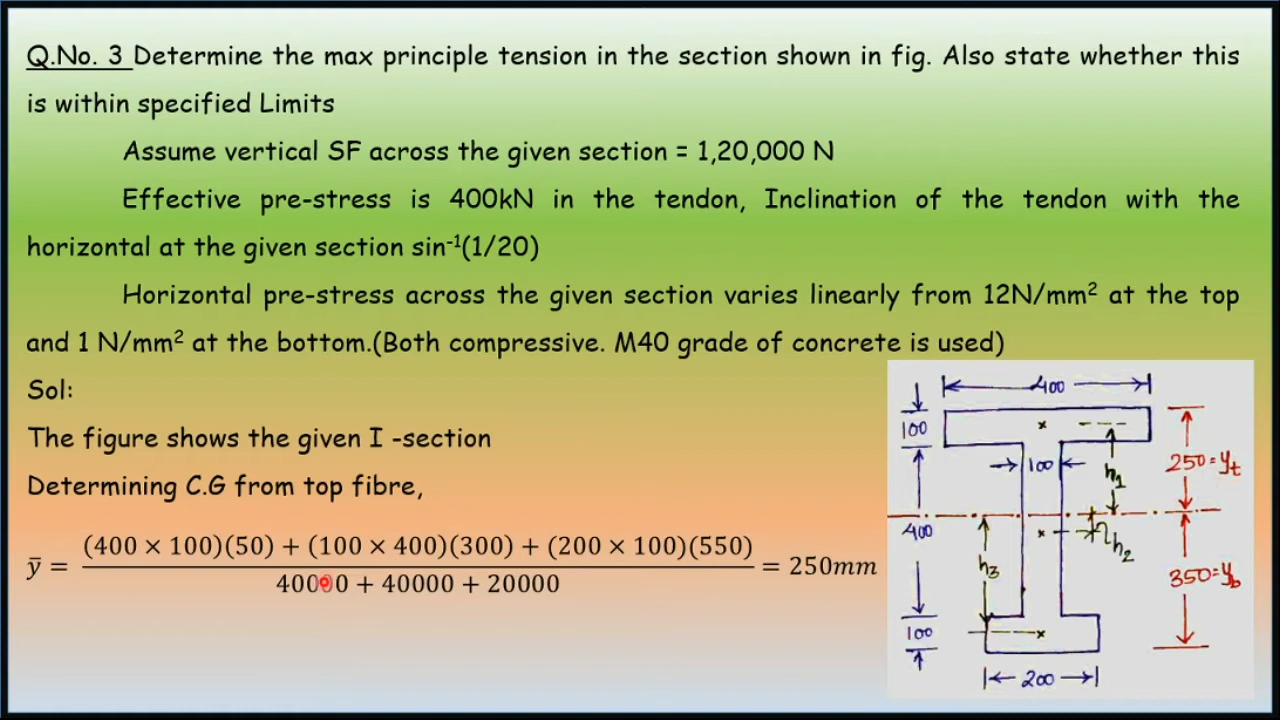 Q.No. 3 Determine the max principle tension in the section shown in fig. Also state whether this
is within specified Limits
Assume vertical SF across the given section = 1,20,000 N
Effective pre-stress is 400kN in the tendon, Inclination of the tendon with the
horizontal at the given section sin⁻¹(1/20)
Horizontal pre-stress across the given section varies linearly from 12N/mm² at the top
and 1 N/mm² at the bottom.(Both compressive. M40 grade of concrete is used)
Sol:
The figure shows the given I -section
Determining C.G from top fibre,
ȳ = (400 × 100)(50) + (100 × 400)(300) + (200 × 100)(550) = 250mm
40000 + 40000 + 20000
400
100
100
h₁
250=yₜ
400
h₂
h₃
350=y_b
100
200